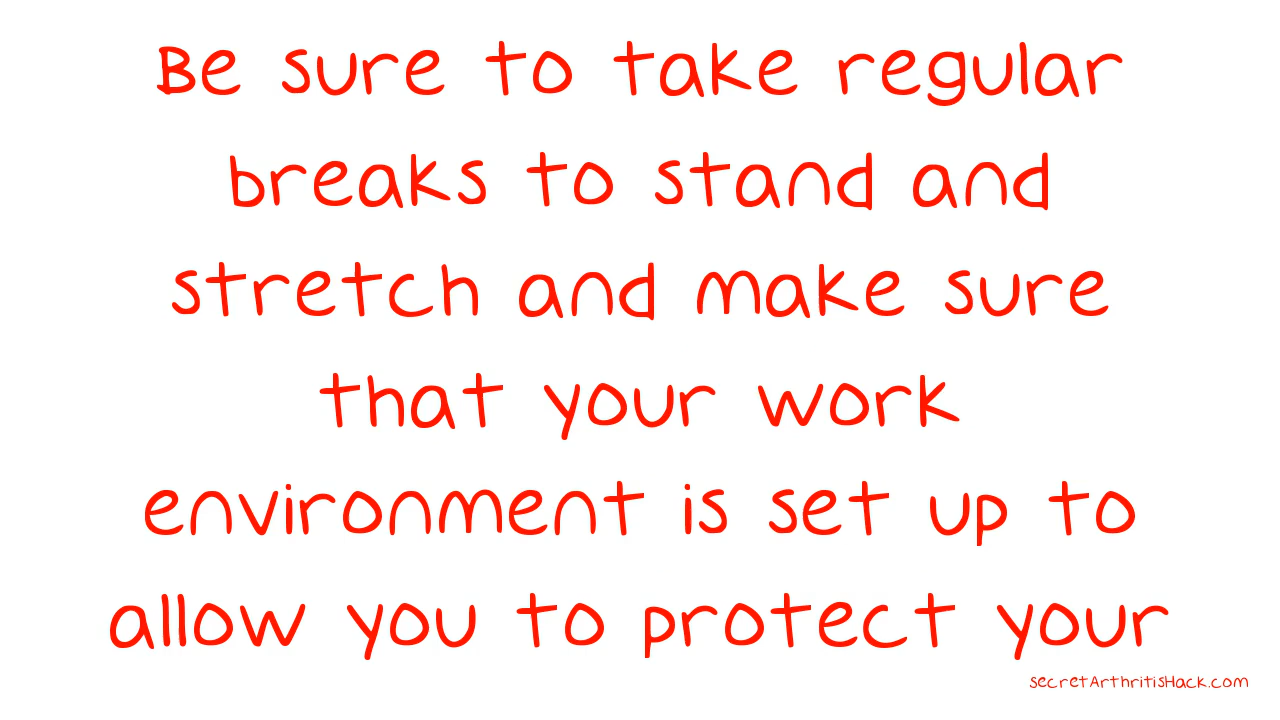 Be sure to take regular
breaks to stand and
stretch and make sure
that your work
environment is set up to
allow you to protect your
secretArthritisHack.com